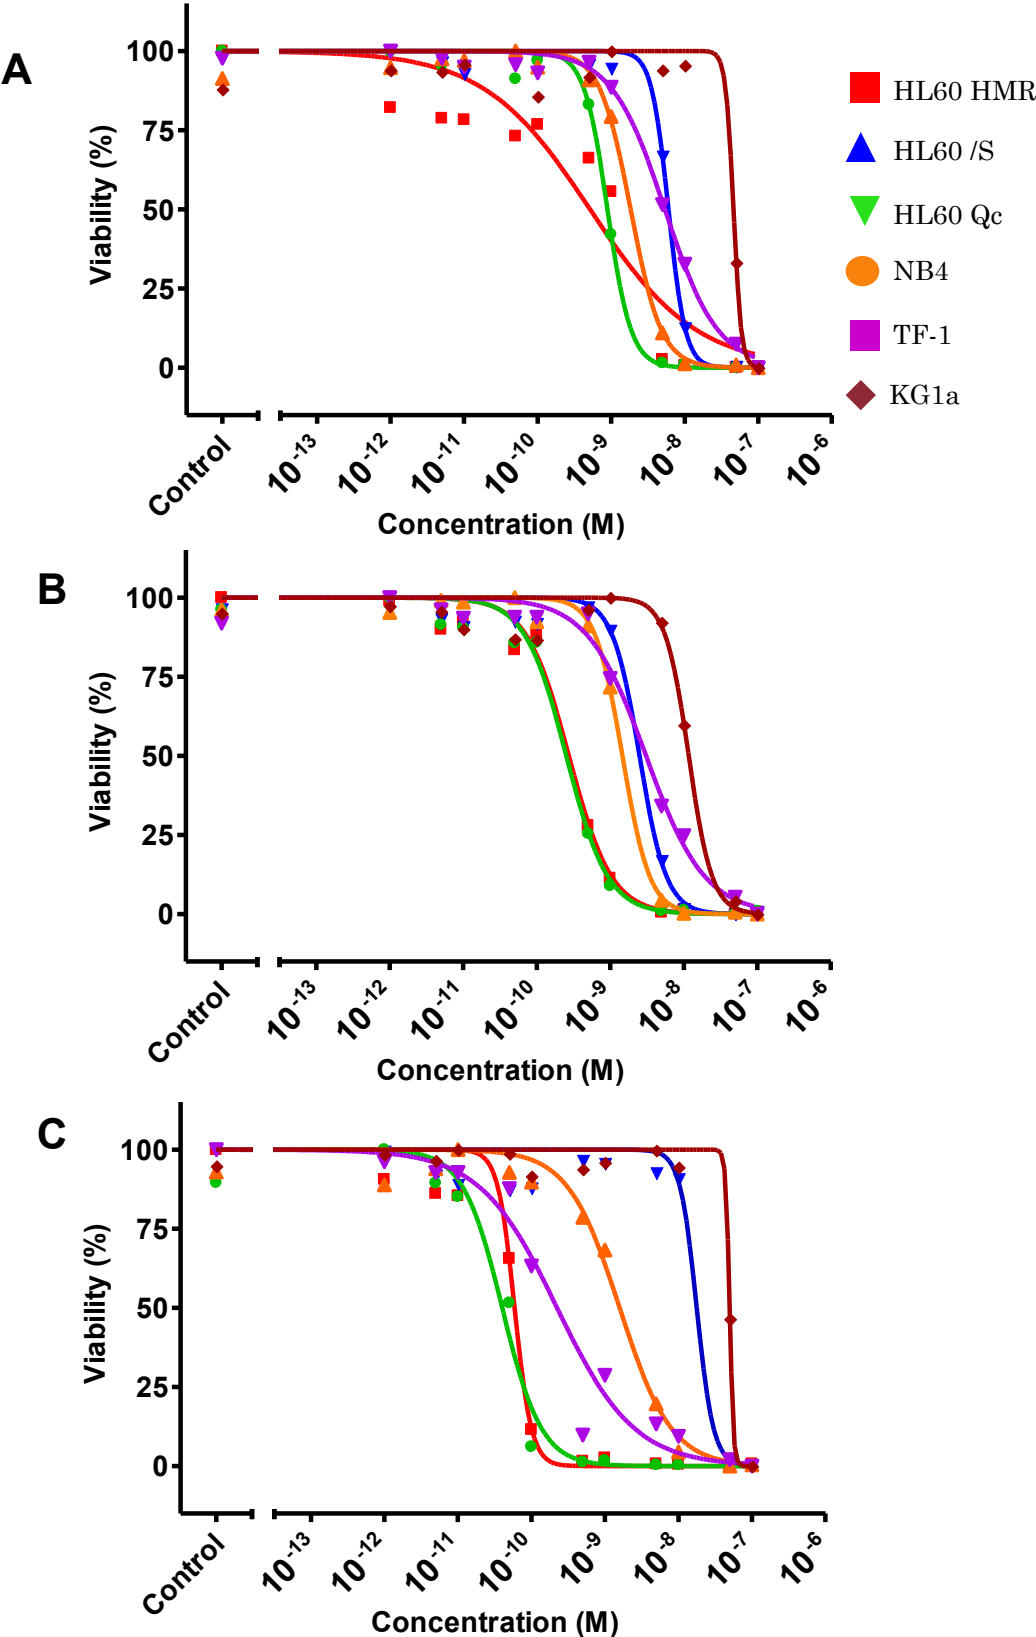 A
Viability (%)
100
75
50
25
0
Control
10-13
10-12
10-11
10-10
10-9
10-8
10-7
10-6
Concentration (M)
HL60 HMR
HL60 /S
HL60 Qc
NB4
TF-1
KG1a
B
Viability (%)
100
75
50
25
0
Control
10-13
10-12
10-11
10-10
10-9
10-8
10-7
10-6
Concentration (M)
C
Viability (%)
100
75
50
25
0
Control
10-13
10-12
10-11
10-10
10-9
10-8
10-7
10-6
Concentration (M)